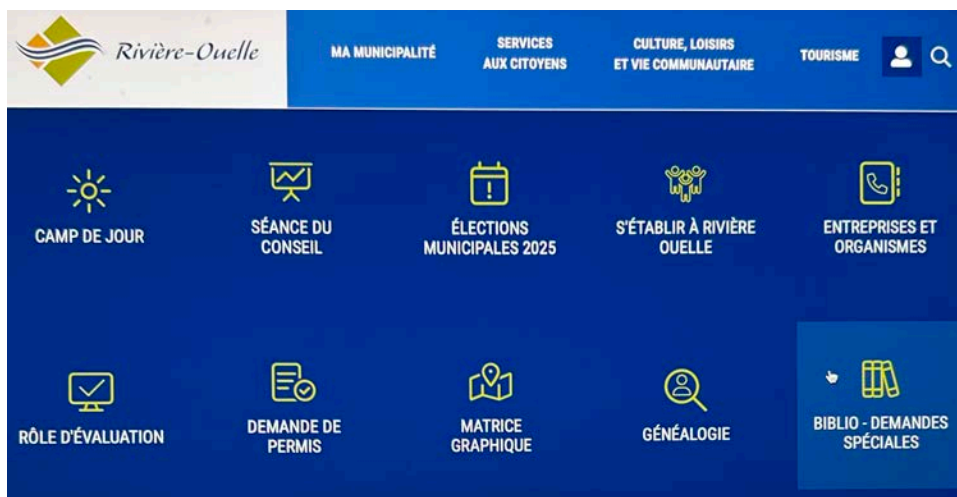 Rivière-Ouelle
MA MUNICIPALITÉ
SERVICES
AUX CITOYENS
CULTURE, LOISIRS
ET VIE COMMUNAUTAIRE
TOURISME
CAMP DE JOUR
SÉANCE DU
CONSEIL
ÉLECTIONS
MUNICIPALES 2025
S'ÉTABLIR À RIVIÈRE
OUELLE
ENTREPRISES ET
ORGANISMES
RÔLE D'ÉVALUATION
DEMANDE DE
PERMIS
MATRICE
GRAPHIQUE
GÉNÉALOGIE
BIBLIO - DEMANDES
SPÉCIALES